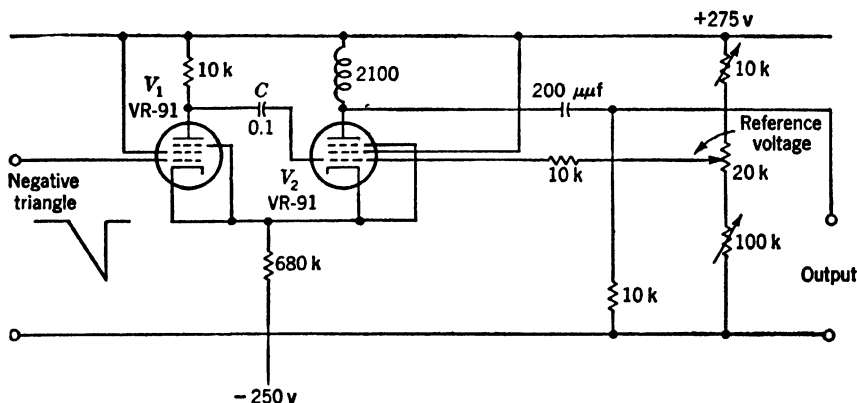 +275 v
10 k
V₁
VR-91
C
0.1
2100
200 μμf
10 k
Reference
voltage
20 k
Negative
triangle
V₂
VR-91
10 k
680 k
100 k
10 k
Output
−250 v